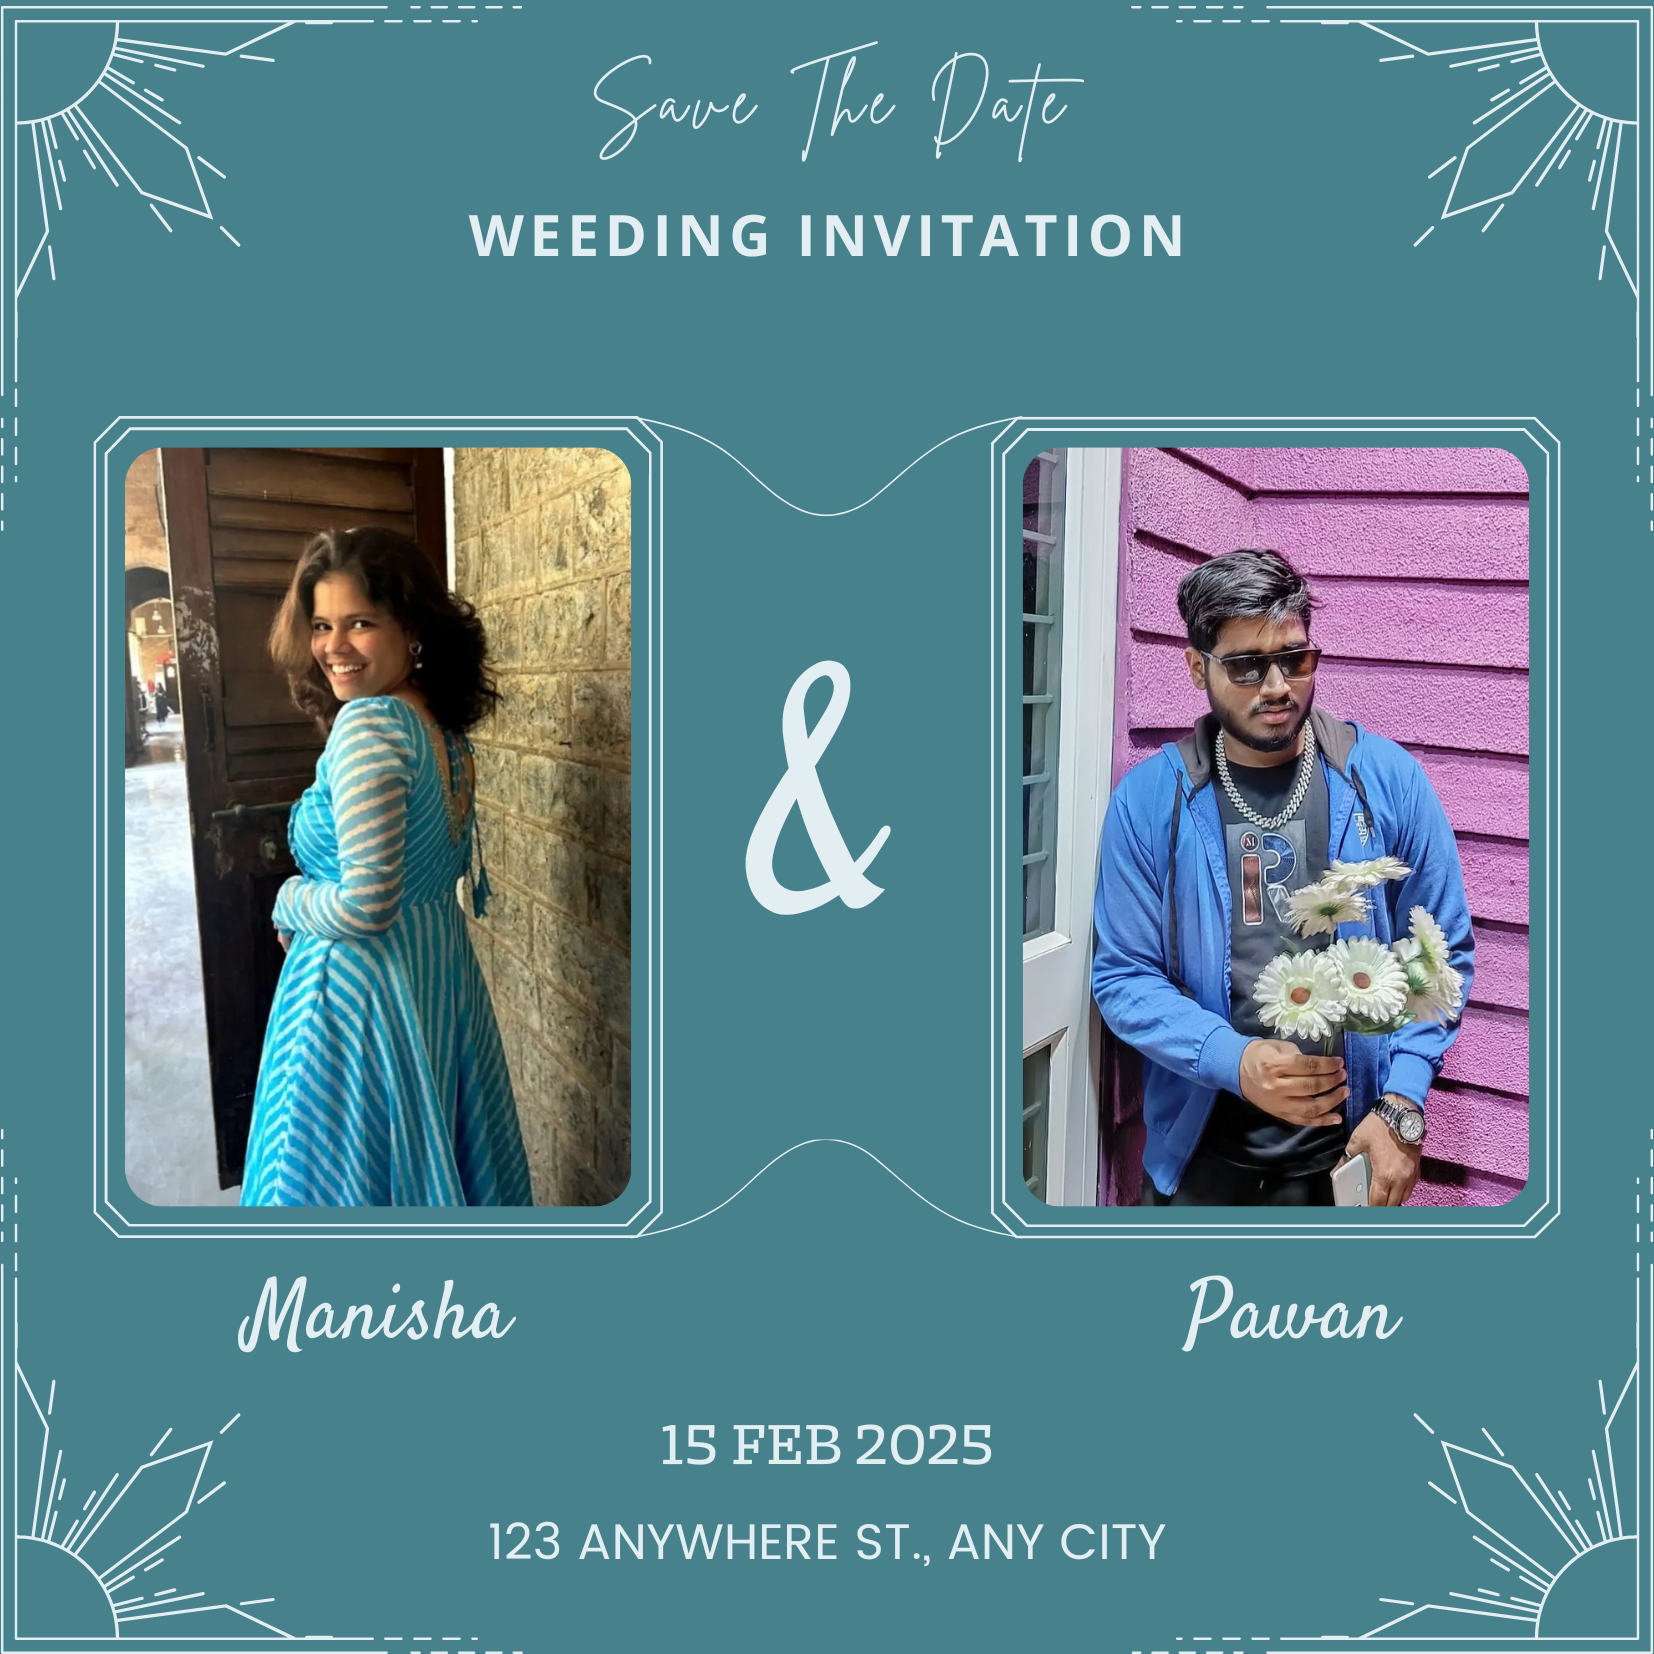 Save The Date
WEEDING INVITATION
&
Manisha
Pawan
15 FEB 2025
123 ANYWHERE ST., ANY CITY